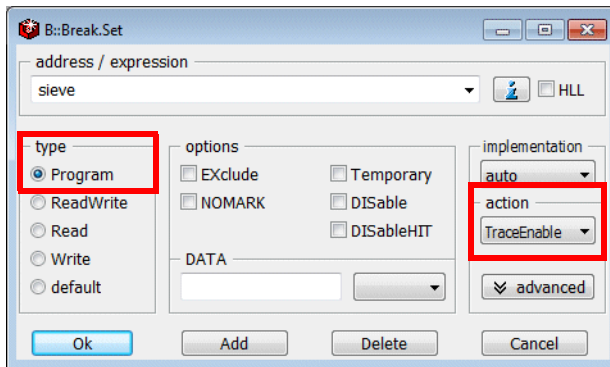 B::Break.Set
address / expression
sieve
HLL
type
Program
ReadWrite
Read
Write
default
options
EXclude
Temporary
NOMARK
DISable
DISableHIT
DATA
implementation
auto
action
TraceEnable
advanced
Ok
Add
Delete
Cancel